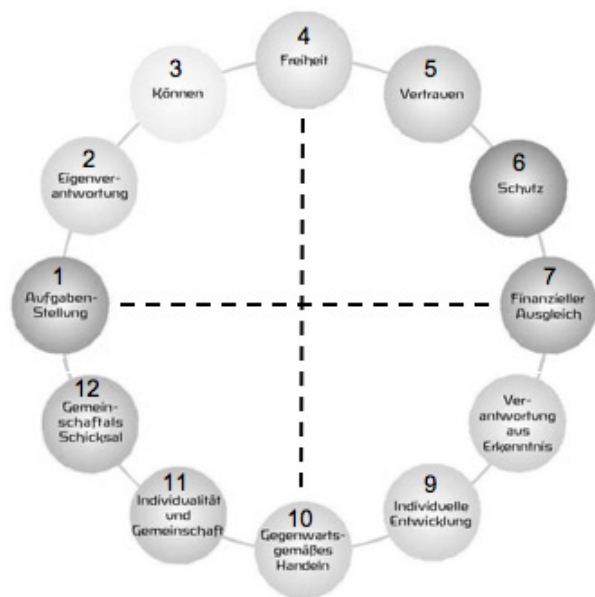 4
Freiheit
3
Können
5
Vertrauen
2
Eigenver-
antwortung
6
Schutz
1
Aufgaben-
Stellung
7
Finanzieller
Ausgleich
12
Gemein-
schaftals
Schicksal
Ver-
antwortung
aus
Erkenntnis
11
Individualität
und
Gemeinschaft
10
Gegenwarts-
gemäßes
Handeln
9
Individuelle
Entwicklung